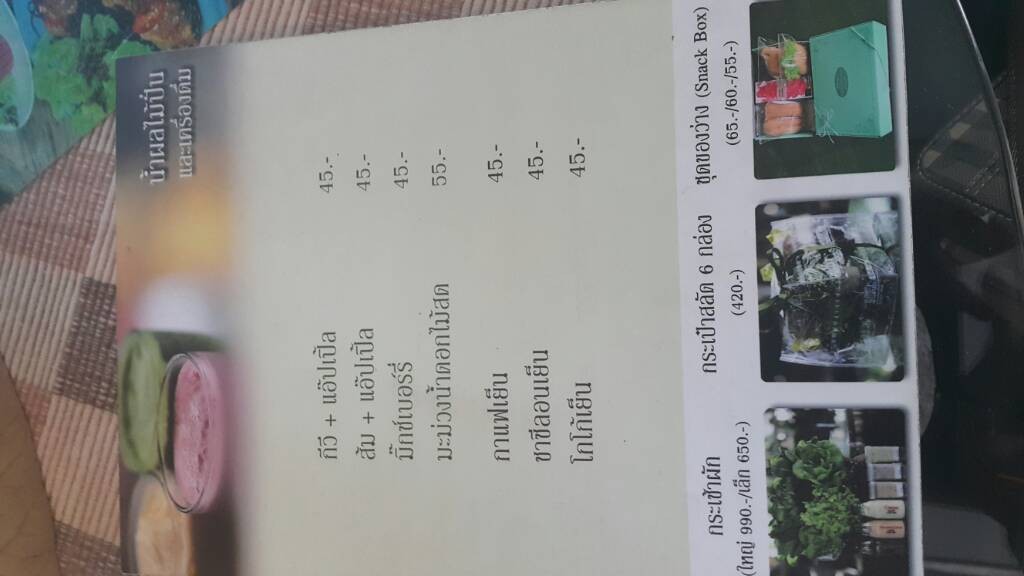 น้ำผลไม้ปั่น
และเครื่องดื่ม
กีวี + แอ๊ปเปิ้ล 45.-
ส้ม + แอ๊ปเปิ้ล 45.-
มิ๊กซ์เบอร์รี่ 45.-
มะม่วงน้ำดอกไม้สด 55.-
กาแฟเย็น 45.-
ชาซีลอนเย็น 45.-
โกโก้เย็น 45.-
กระเช้าผัก
(ใหญ่ 990.-/เล็ก 650.-)
กระเป๋าสลัด 6 กล่อง
(420.-)
ชุดของว่าง (Snack Box)
(65.-/60.-/55.-)